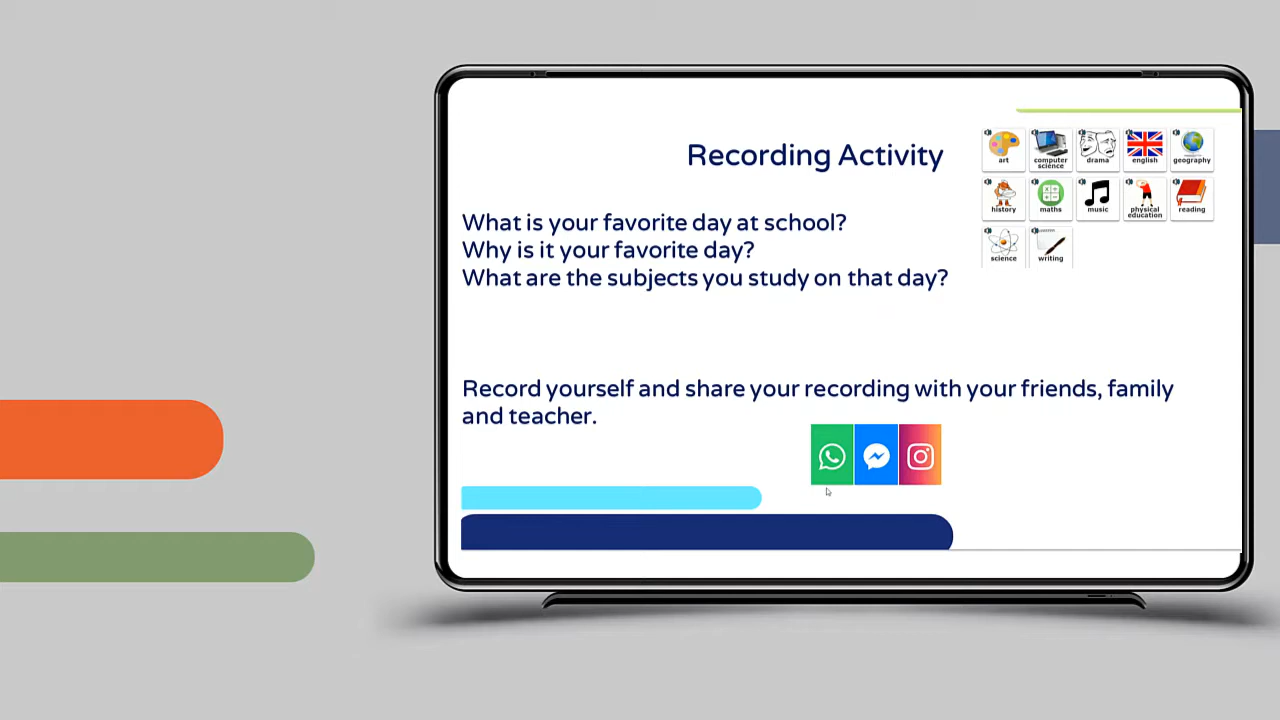 Recording Activity
art
computer
science
drama
english
geography
history
maths
music
physical
education
reading
science
writing
What is your favorite day at school?
Why is it your favorite day?
What are the subjects you study on that day?
Record yourself and share your recording with your friends, family
and teacher.